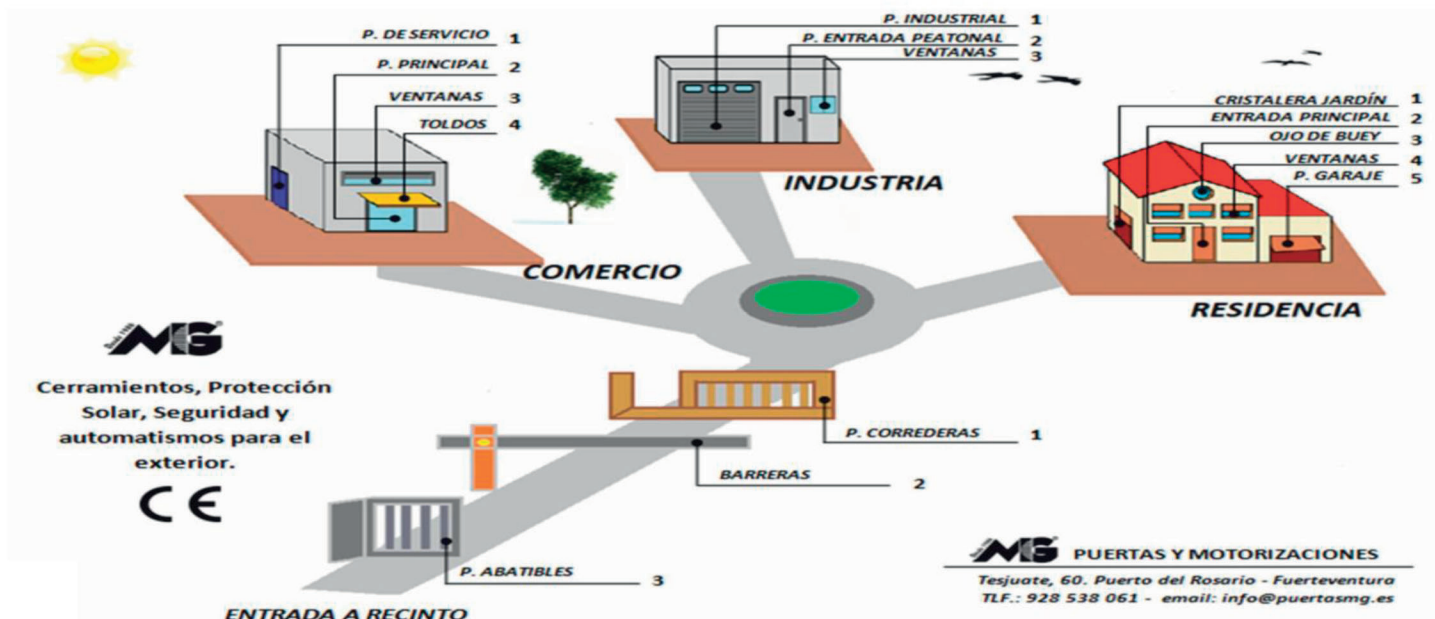 P. DE SERVICIO 1
P. PRINCIPAL 2
VENTANAS 3
TOLDOS 4
COMERCIO
P. INDUSTRIAL 1
P. ENTRADA PEATONAL 2
VENTANAS 3
INDUSTRIA
CRISTALERA JARDÍN 1
ENTRADA PRINCIPAL 2
OJO DE BUEY 3
VENTANAS 4
P. GARAJE 5
RESIDENCIA
Desde 1986 MG®
Cerramientos, Protección
Solar, Seguridad y
automatismos para el
exterior.
CE
P. CORREDERAS 1
BARRERAS 2
P. ABATIBLES 3
ENTRADA A RECINTO
MG® PUERTAS Y MOTORIZACIONES
Tesjuate, 60. Puerto del Rosario - Fuerteventura
TLF.: 928 538 061 - email: info@puertasmg.es